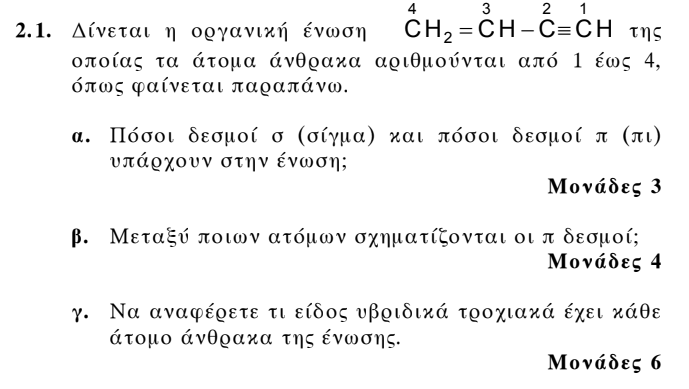 4 3 2 1
2.1. Δίνεται η οργανική ένωση CH₂=CH–C≡CH της
οποίας τα άτομα άνθρακα αριθμούνται από 1 έως 4,
όπως φαίνεται παραπάνω.
α. Πόσοι δεσμοί σ (σίγμα) και πόσοι δεσμοί π (πι)
υπάρχουν στην ένωση;
Μονάδες 3
β. Μεταξύ ποιων ατόμων σχηματίζονται οι π δεσμοί;
Μονάδες 4
γ. Να αναφέρετε τι είδος υβριδικά τροχιακά έχει κάθε
άτομο άνθρακα της ένωσης.
Μονάδες 6